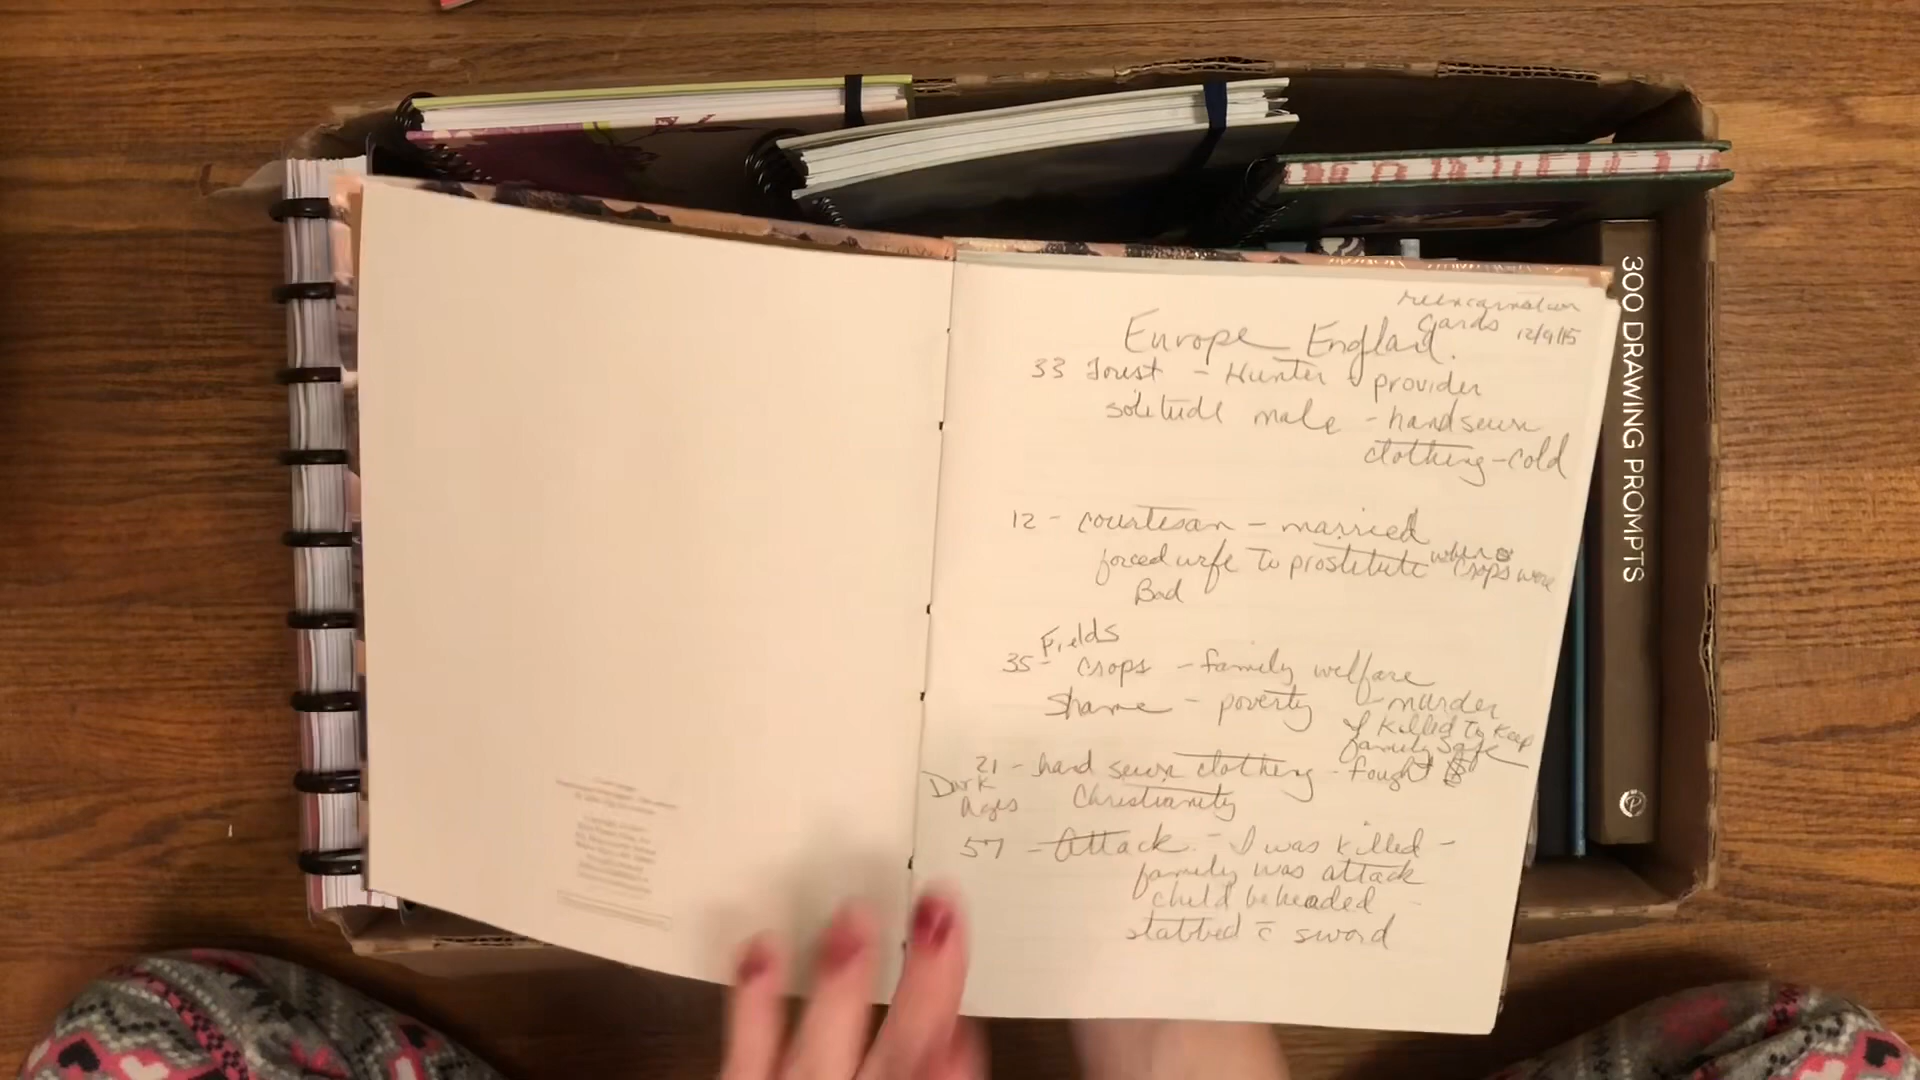 reincarnation
cards 12/9/15
Europe England.
33 Forest - Hunter - provider
solitude male - handsewn
clothing - cold
12 - courtesan - married
forced wife to prostitute when crops were
Bad
Fields
35 - crops - family welfare
shame - poverty - murder
I killed to keep
family safe
21 - hand sewn clothing - fought
Dark Ages
Christianity
57 - Attack - I was killed -
family was attack
child beheaded
stabbed c̄ sword
300 DRAWING PROMPTS